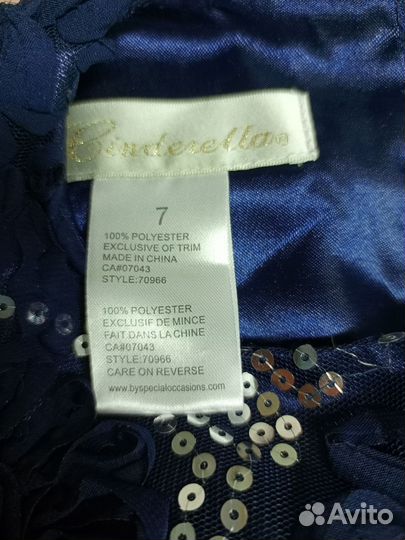 Cinderella®
7
100% POLYESTER
EXCLUSIVE OF TRIM
MADE IN CHINA
CA#07043
STYLE:70966
100% POLYESTER
EXCLUSIF DE MINCE
FAIT DANS LA CHINE
CA#07043
STYLE:70966
CARE ON REVERSE
www.byspecialoccasions.com
Avito